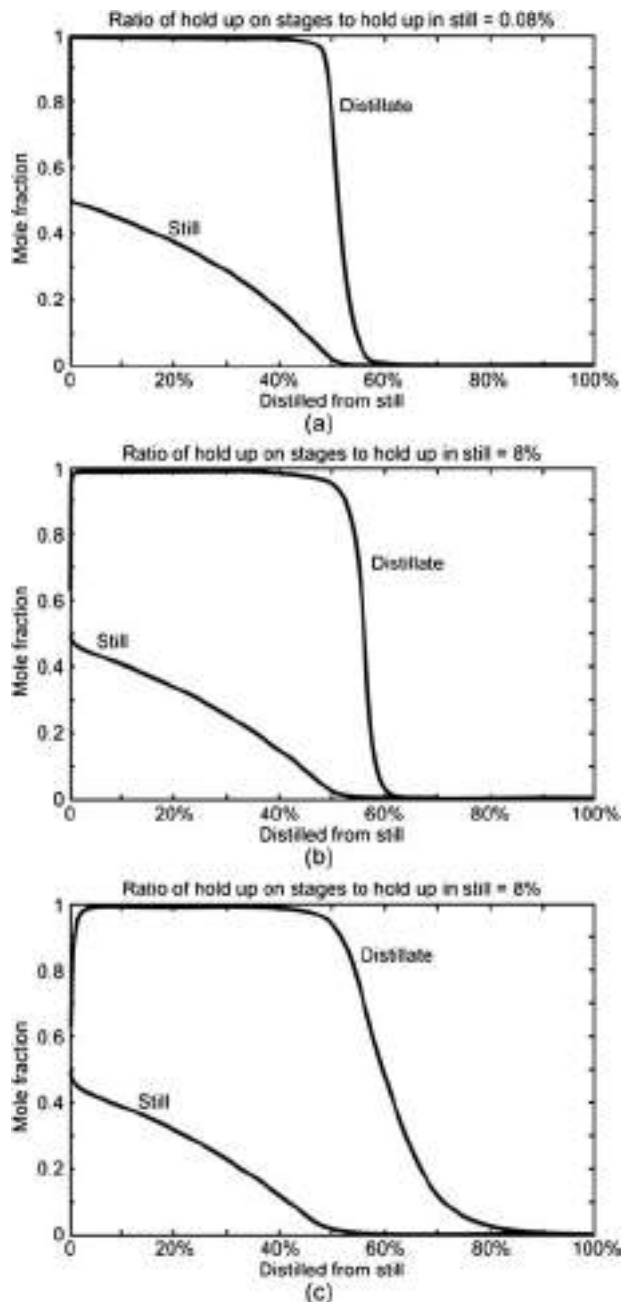 Ratio of hold up on stages to hold up in still = 0.08%
1
0.8
0.6
0.4
0.2
0
Mole fraction
Distillate
Still
0 20% 40% 60% 80% 100%
Distilled from still
(a)
Ratio of hold up on stages to hold up in still = 8%
1
0.8
0.6
0.4
0.2
0
Mole fraction
Distillate
Still
0 20% 40% 60% 80% 100%
Distilled from still
(b)
Ratio of hold up on stages to hold up in still = 8%
1
0.8
0.6
0.4
0.2
0
Mole fraction
Distillate
Still
0 20% 40% 60% 80% 100%
Distilled from still
(c)